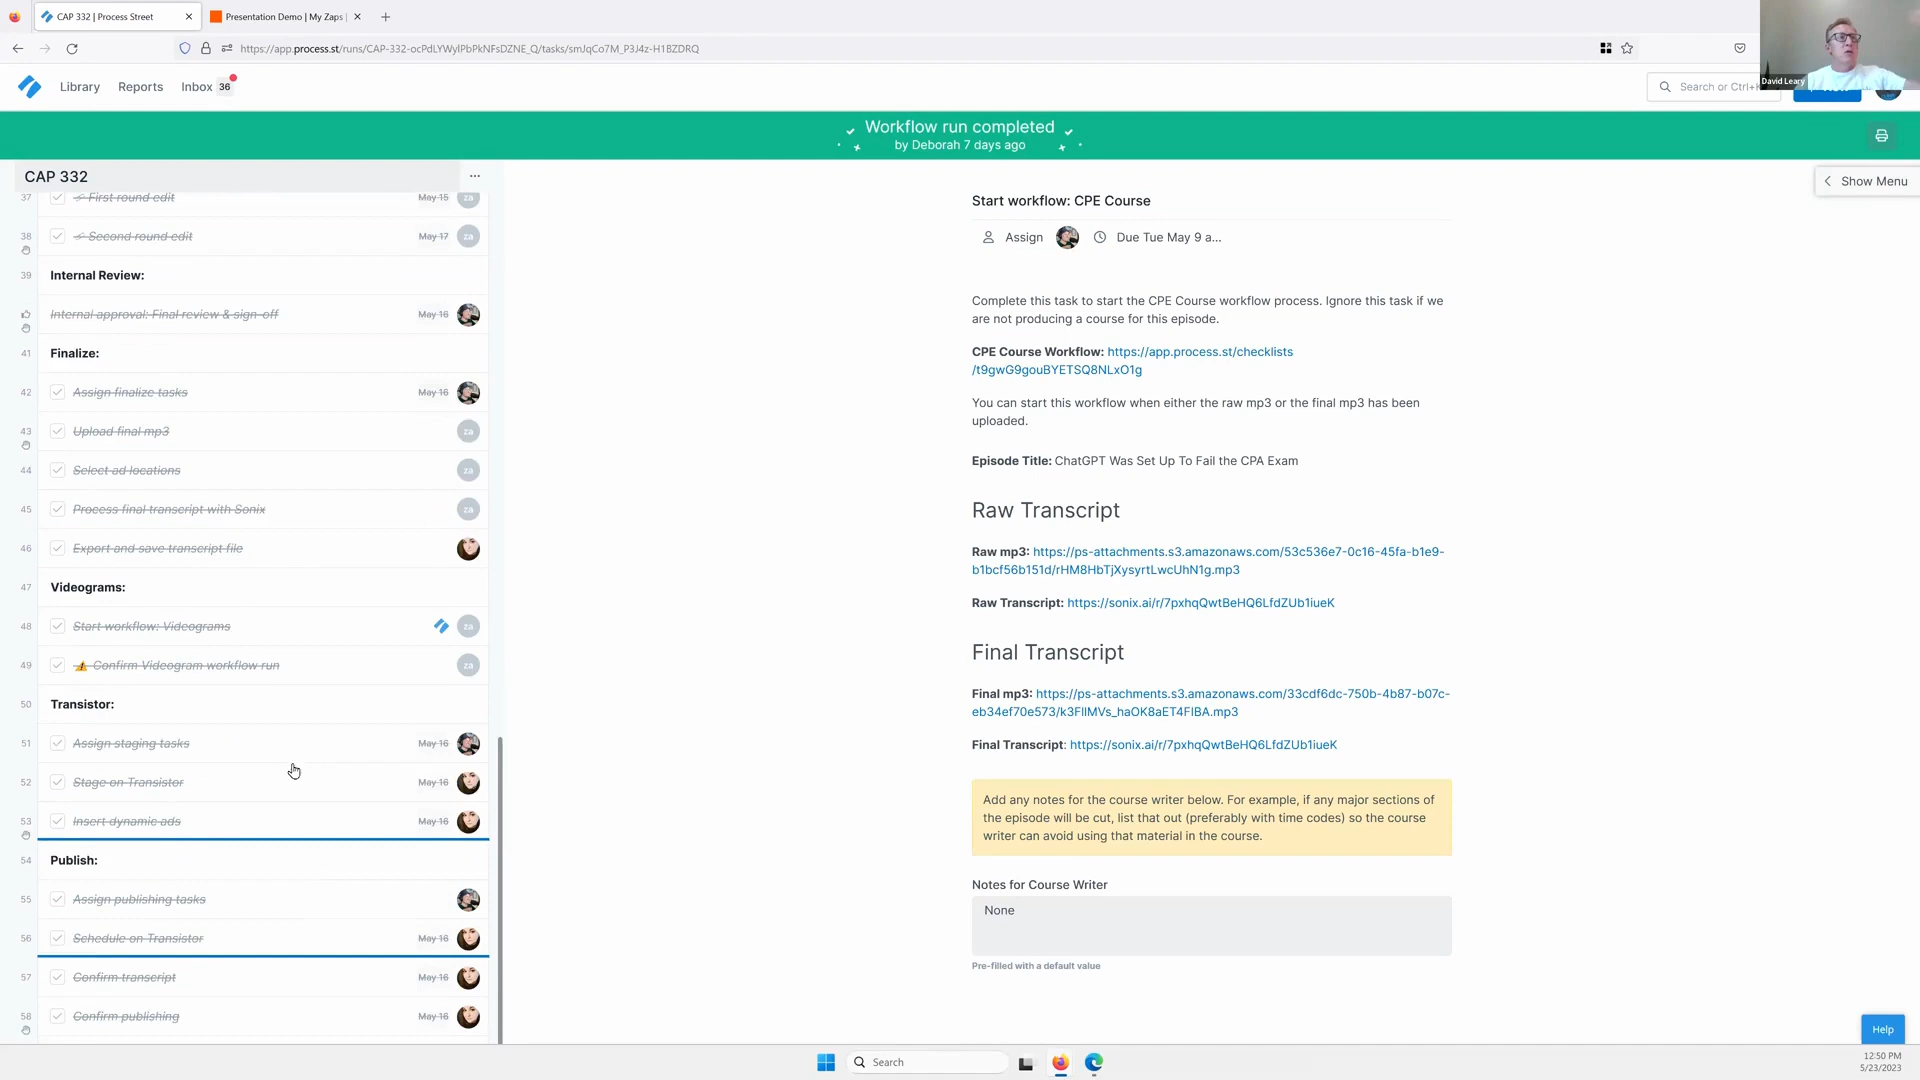 CAP 332 | Process Street
Presentation Demo | My Zaps |
https://app.process.st/runs/CAP-332-ocPdLYWylPbPkNFsDZNE_Q/tasks/smJqCo7M_P3J4z-H1BZDRQ
David Leary
Library
Reports
Inbox
36
Search or Ctrl+
Workflow run completed
by Deborah 7 days ago
CAP 332
...
Show Menu
37
First round edit
May 15
za
38
Second round edit
May 17
za
39
Internal Review:
Internal approval: Final review & sign-off
May 16
41
Finalize:
42
Assign finalize tasks
May 16
43
Upload final mp3
za
44
Select ad locations
za
45
Process final transcript with Sonix
za
46
Export and save transcript file
47
Videograms:
48
Start workflow: Videograms
za
49
Confirm Videogram workflow run
za
50
Transistor:
51
Assign staging tasks
May 16
52
Stage on Transistor
May 16
53
Insert dynamic ads
May 16
54
Publish:
55
Assign publishing tasks
56
Schedule on Transistor
May 16
57
Confirm transcript
May 16
58
Confirm publishing
May 16
Start workflow: CPE Course
Assign
Due Tue May 9 a...
Complete this task to start the CPE Course workflow process. Ignore this task if we
are not producing a course for this episode.
CPE Course Workflow: https://app.process.st/checklists
/t9gwG9gouBYETSQ8NLxO1g
You can start this workflow when either the raw mp3 or the final mp3 has been
uploaded.
Episode Title: ChatGPT Was Set Up To Fail the CPA Exam
Raw Transcript
Raw mp3: https://ps-attachments.s3.amazonaws.com/53c536e7-0c16-45fa-b1e9-
b1bcf56b151d/rHM8HbTjXysyrtLwcUhN1g.mp3
Raw Transcript: https://sonix.ai/r/7pxhqQwtBeHQ6LfdZUb1iueK
Final Transcript
Final mp3: https://ps-attachments.s3.amazonaws.com/33cdf6dc-750b-4b87-b07c-
eb34ef70e573/k3FIlMVs_haOK8aET4FIBA.mp3
Final Transcript: https://sonix.ai/r/7pxhqQwtBeHQ6LfdZUb1iueK
Add any notes for the course writer below. For example, if any major sections of
the episode will be cut, list that out (preferably with time codes) so the course
writer can avoid using that material in the course.
Notes for Course Writer
None
Pre-filled with a default value
Help
Search
12:50 PM
5/23/2023